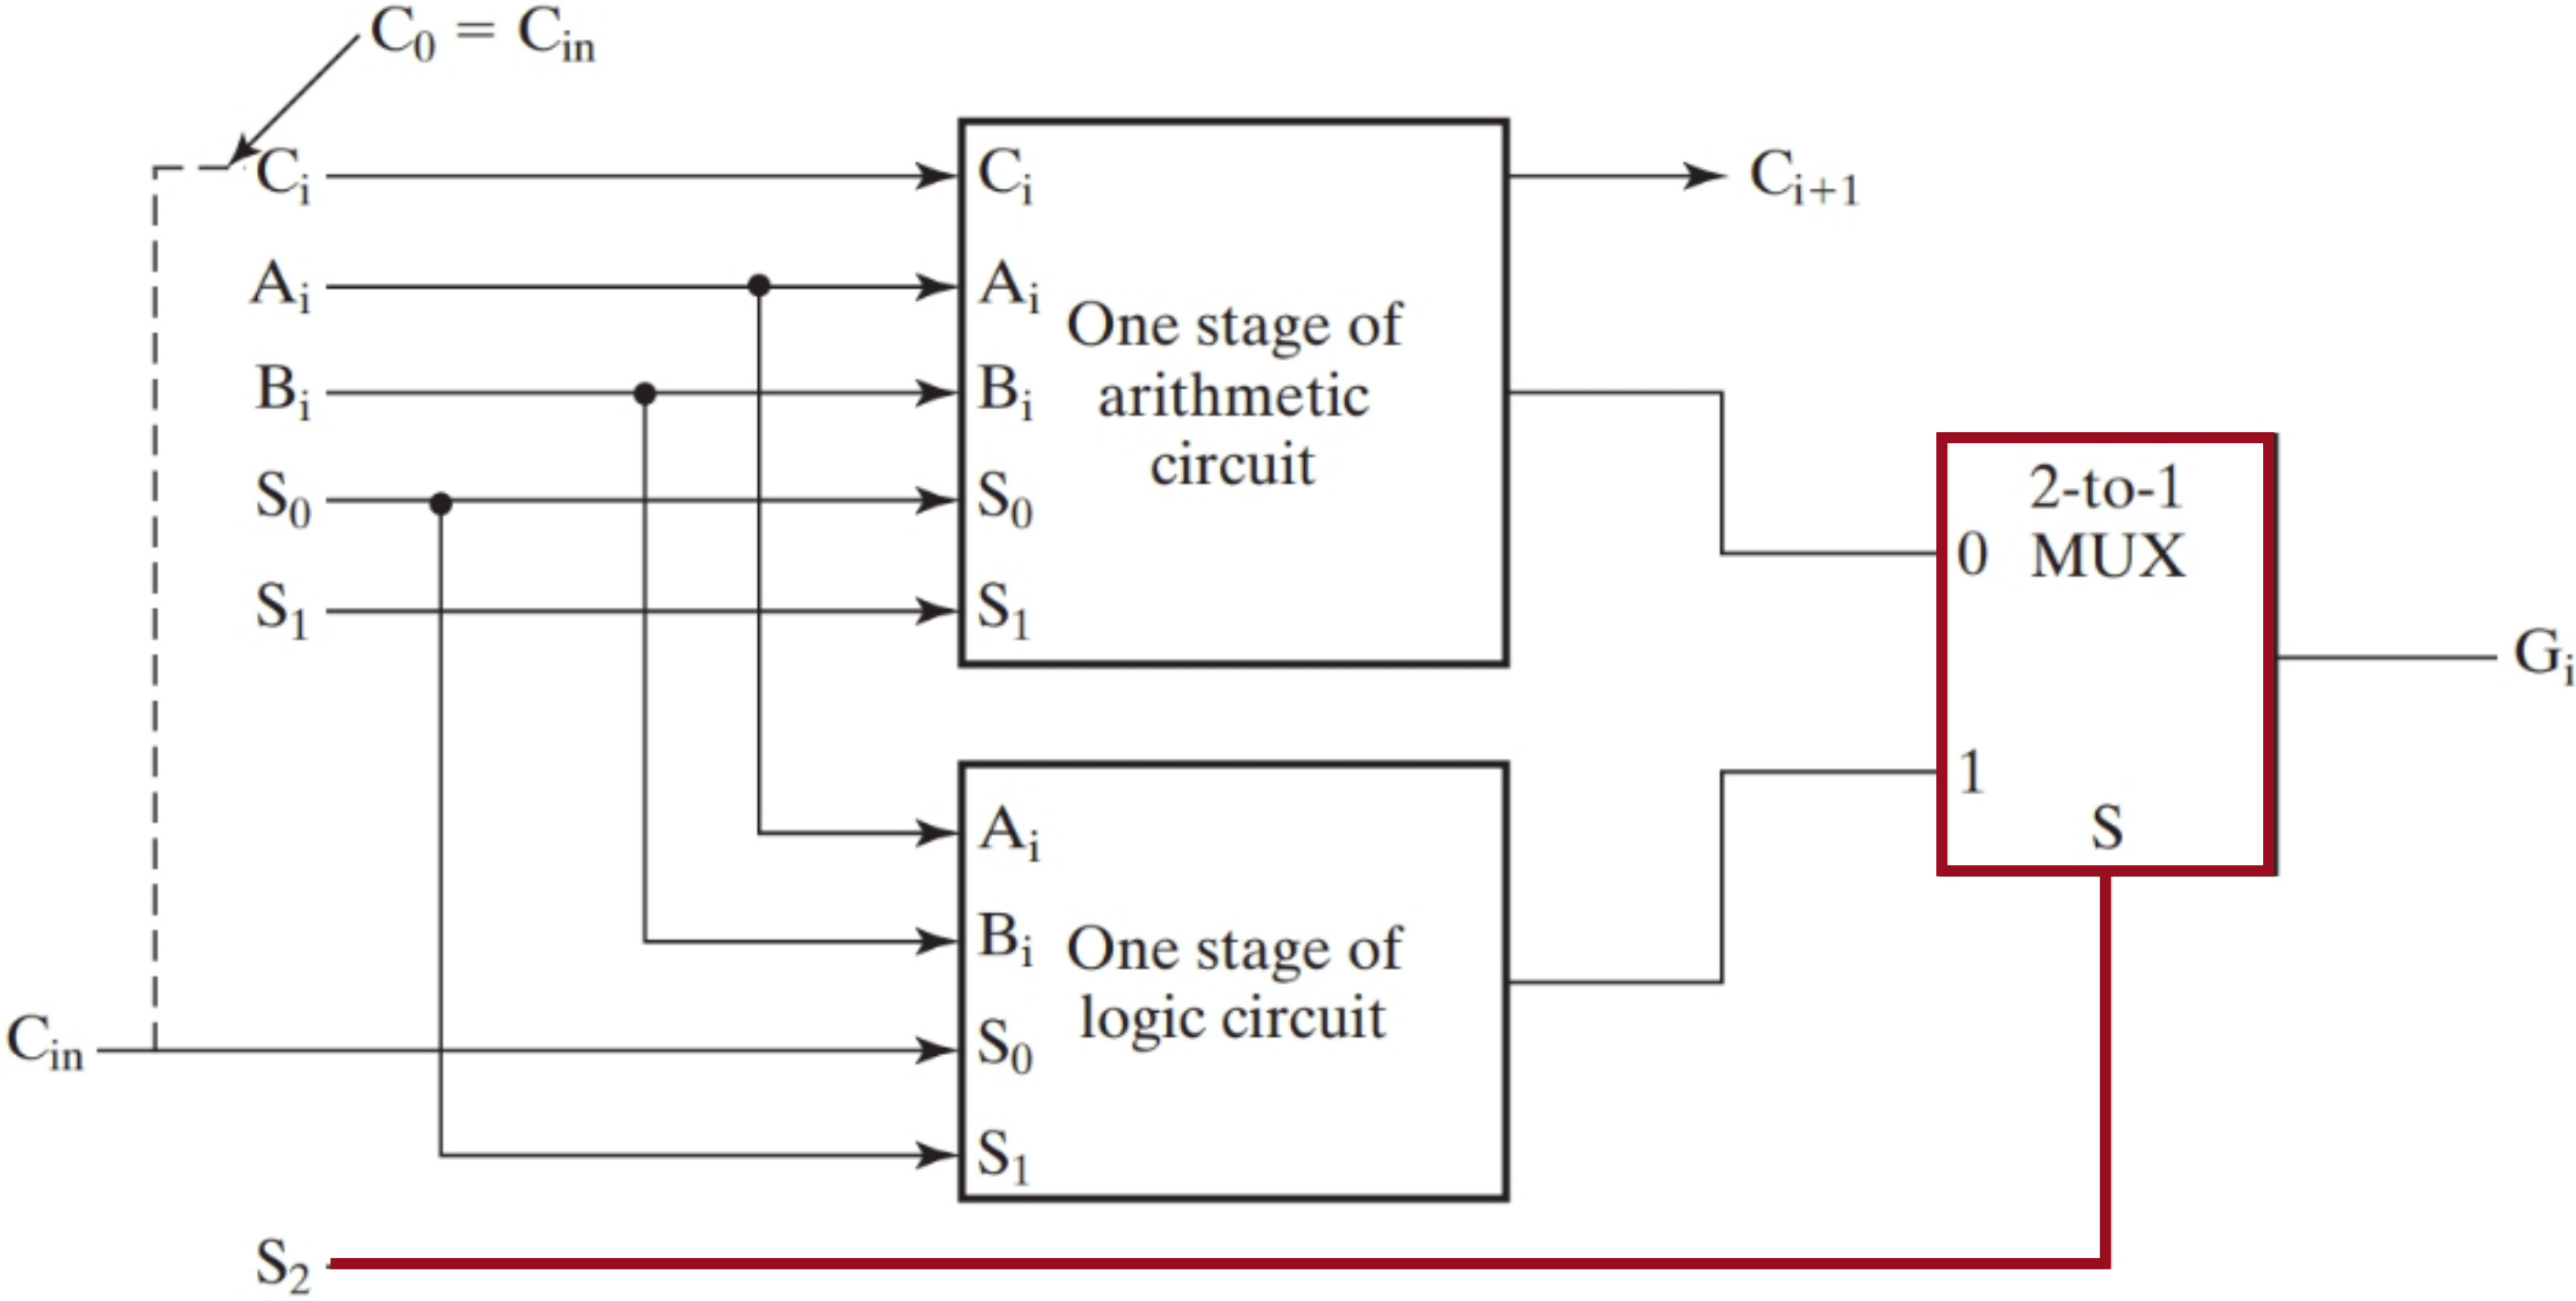 C₀ = Cᵢₙ
Cᵢ
Aᵢ
Bᵢ
S₀
S₁
Cᵢₙ
S₂
Cᵢ
Aᵢ
Bᵢ
S₀
S₁
One stage of
arithmetic
circuit
Aᵢ
Bᵢ
S₀
S₁
One stage of
logic circuit
Cᵢ₊₁
2-to-1
0 MUX
1
S
Gᵢ